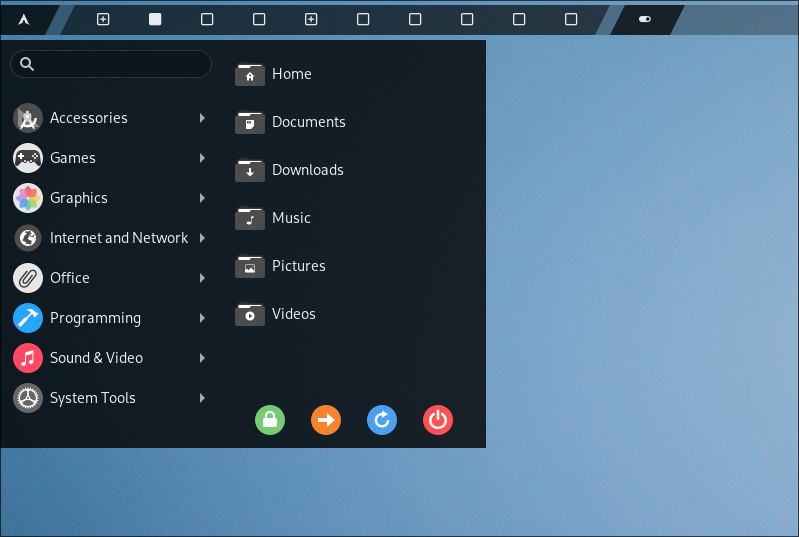 Accessories
Games
Graphics
Internet and Network
Office
Programming
Sound & Video
System Tools
Home
Documents
Downloads
Music
Pictures
Videos